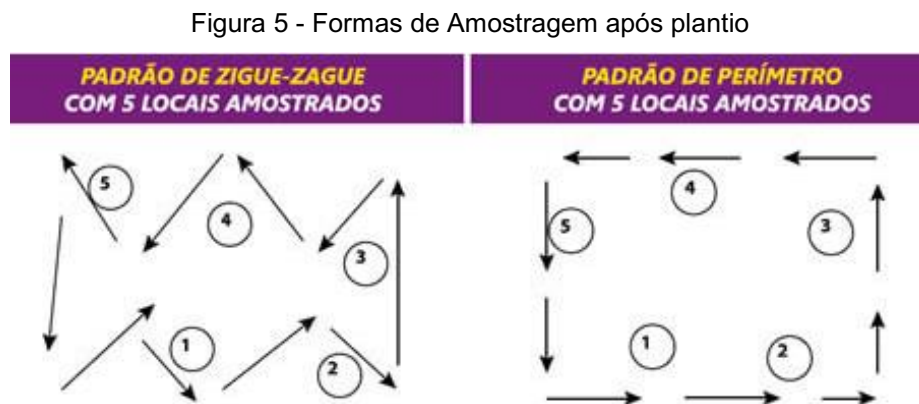 Figura 5 - Formas de Amostragem após plantio
PADRÃO DE ZIGUE-ZAGUE
COM 5 LOCAIS AMOSTRADOS
5
4
3
1
2
PADRÃO DE PERÍMETRO
COM 5 LOCAIS AMOSTRADOS
4
5
3
1
2